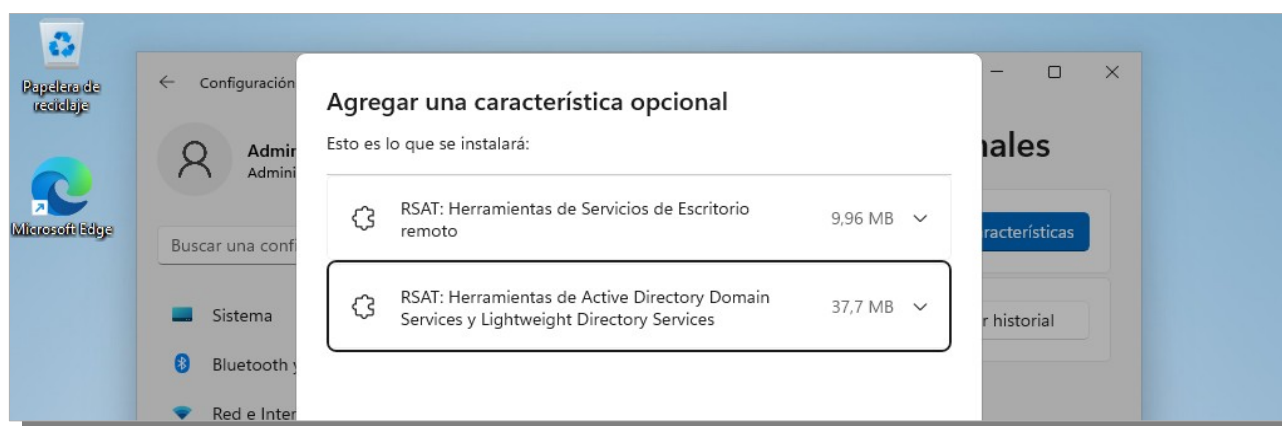 Papelera de
reciclaje
Microsoft Edge
Configuración
Admin
Admini
Buscar una confi
Sistema
Bluetooth y
Red e Inter
Agregar una característica opcional
Esto es lo que se instalará:
RSAT: Herramientas de Servicios de Escritorio
remoto
9,96 MB
RSAT: Herramientas de Active Directory Domain
Services y Lightweight Directory Services
37,7 MB
nales
racterísticas
r historial